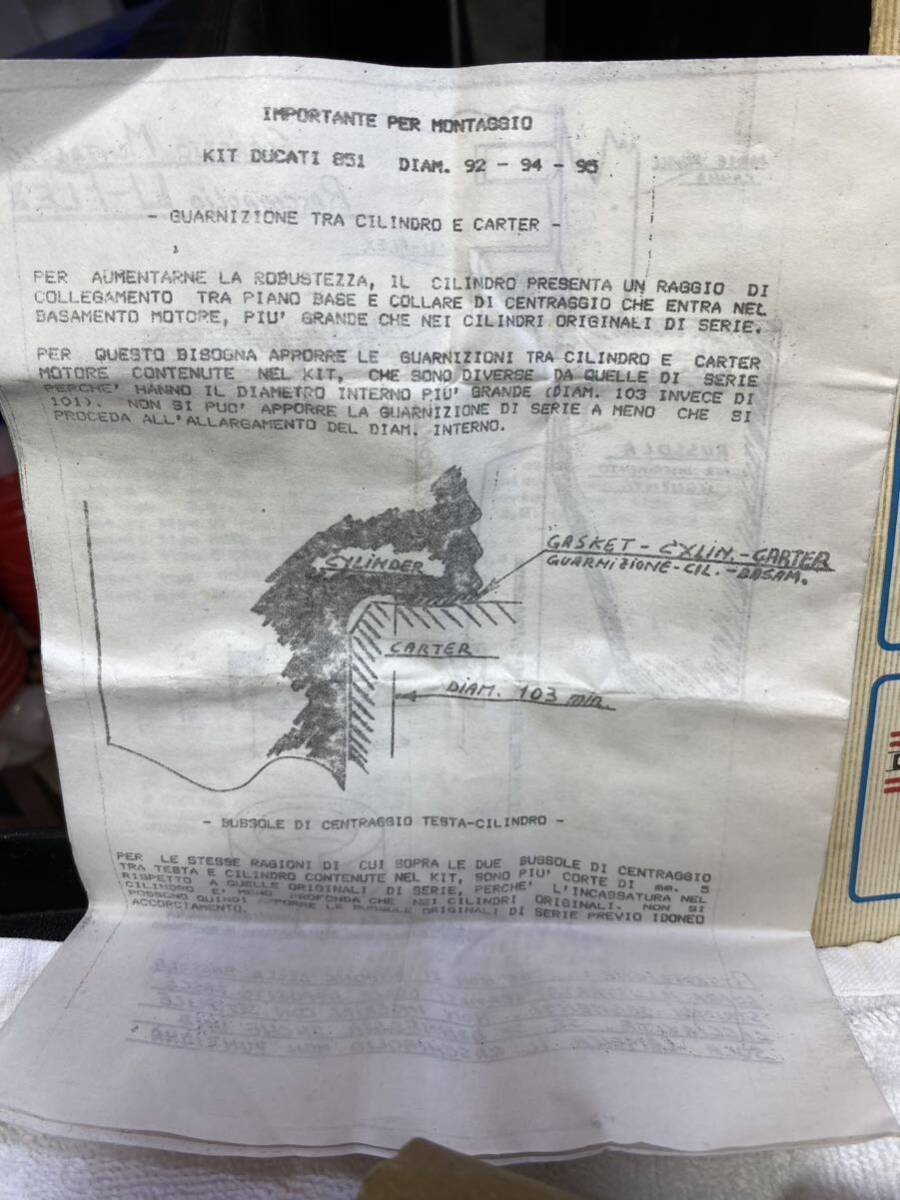 IMPORTANTE PER MONTAGGIO
KIT DUCATI 851 DIAM. 92 - 94 - 95
- GUARNIZIONE TRA CILINDRO E CARTER -
PER AUMENTARNE LA ROBUSTEZZA, IL CILINDRO PRESENTA UN RAGGIO DI
COLLEGAMENTO TRA PIANO BASE E COLLARE DI CENTRAGGIO CHE ENTRA NEL
BASAMENTO MOTORE, PIU' GRANDE CHE NEI CILINDRI ORIGINALI DI SERIE.
PER QUESTO BISOGNA APPORRE LE GUARNIZIONI TRA CILINDRO E CARTER
MOTORE CONTENUTE NEL KIT, CHE SONO DIVERSE DA QUELLE DI SERIE
PERCHE' HANNO IL DIAMETRO INTERNO PIU' GRANDE (DIAM. 103 INVECE DI
101). NON SI PUO' APPORRE LA GUARNIZIONE DI SERIE A MENO CHE SI
PROCEDA ALL'ALLARGAMENTO DEL DIAM. INTERNO.
CYLINDER
GASKET - CYLIN. - CARTER
GUARNIZIONE - CIL. - BASAM.
CARTER
DIAM. 103 min.
- BUSSOLE DI CENTRAGGIO TESTA-CILINDRO -
PER LE STESSE RAGIONI DI CUI SOPRA LE DUE BUSSOLE DI CENTRAGGIO
TRA TESTA E CILINDRO CONTENUTE NEL KIT, SONO PIU' CORTE DI mm. 5
RISPETTO A QUELLE ORIGINALI DI SERIE, PERCHE' L'INCASSATURA NEL
CILINDRO E' MENO PROFONDA CHE NEI CILINDRI ORIGINALI. NON SI
POSSONO QUINDI APPORRE LE BUSSOLE ORIGINALI DI SERIE PREVIO IDONEO
ACCORCIAMENTO.